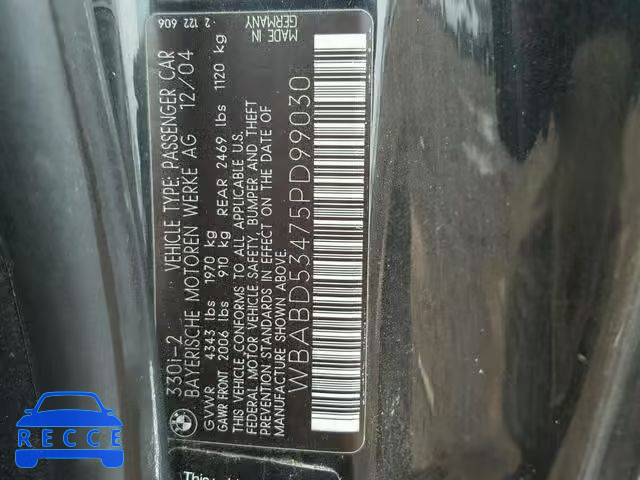 330i-2 VEHICLE TYPE: PASSENGER CAR
BAYERISCHE MOTOREN WERKE AG 12/04
GVWR 4343 lbs 1970 kg
GAWR FRONT 2006 lbs 910 kg REAR 2469 lbs 1120 kg
THIS VEHICLE CONFORMS TO ALL APPLICABLE U.S.
FEDERAL MOTOR VEHICLE SAFETY, BUMPER AND THEFT
PREVENTION STANDARDS IN EFFECT ON THE DATE OF
MANUFACTURE SHOWN ABOVE.
WBABD53475PD99030
2 122 606
MADE IN
GERMANY
This
RECCE